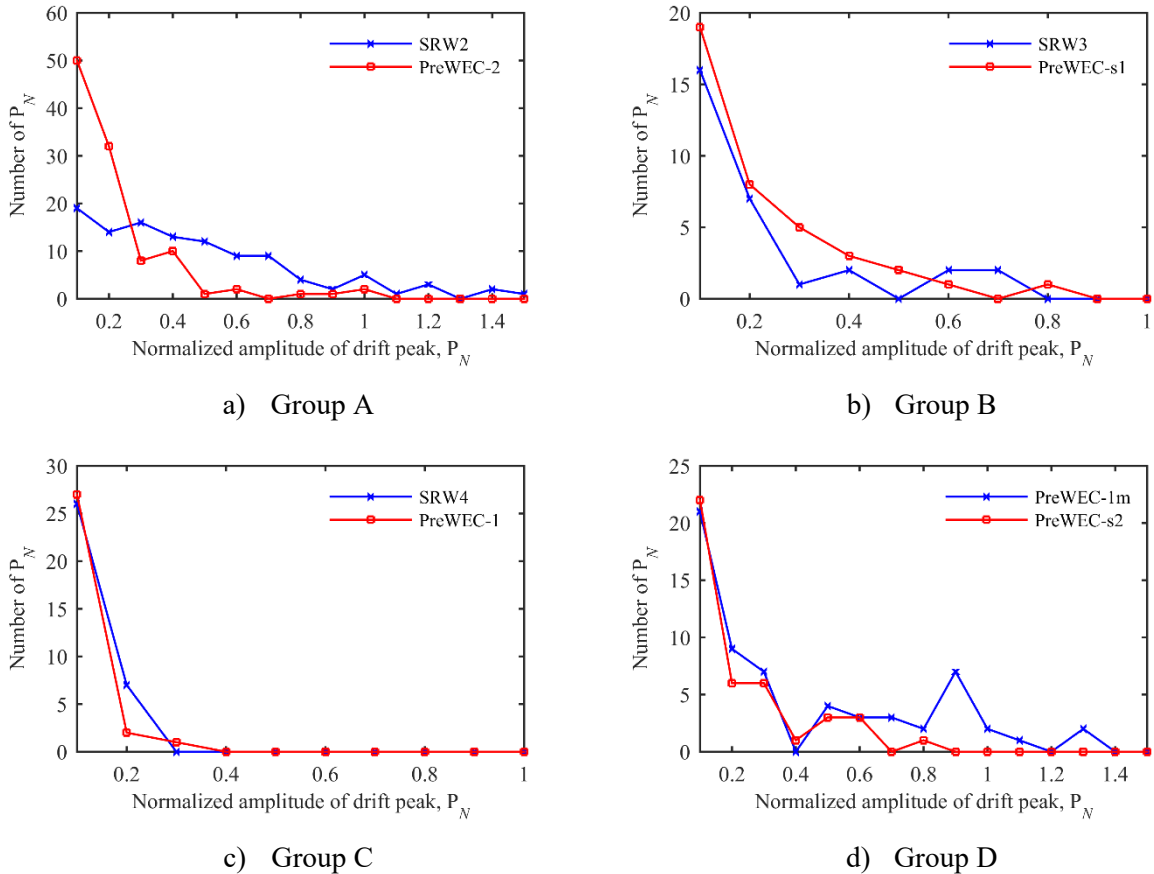 60
50
40
30
20
10
0
Number of P_N
SRW2
PreWEC-2
0.2 0.4 0.6 0.8 1 1.2 1.4
Normalized amplitude of drift peak, P_N
a) Group A
20
15
10
5
0
Number of P_N
SRW3
PreWEC-s1
0.2 0.4 0.6 0.8 1
Normalized amplitude of drift peak, P_N
b) Group B
30
25
20
15
10
5
0
Number of P_N
SRW4
PreWEC-1
0.2 0.4 0.6 0.8 1
Normalized amplitude of drift peak, P_N
c) Group C
25
20
15
10
5
0
Number of P_N
PreWEC-1m
PreWEC-s2
0.2 0.4 0.6 0.8 1 1.2 1.4
Normalized amplitude of drift peak, P_N
d) Group D